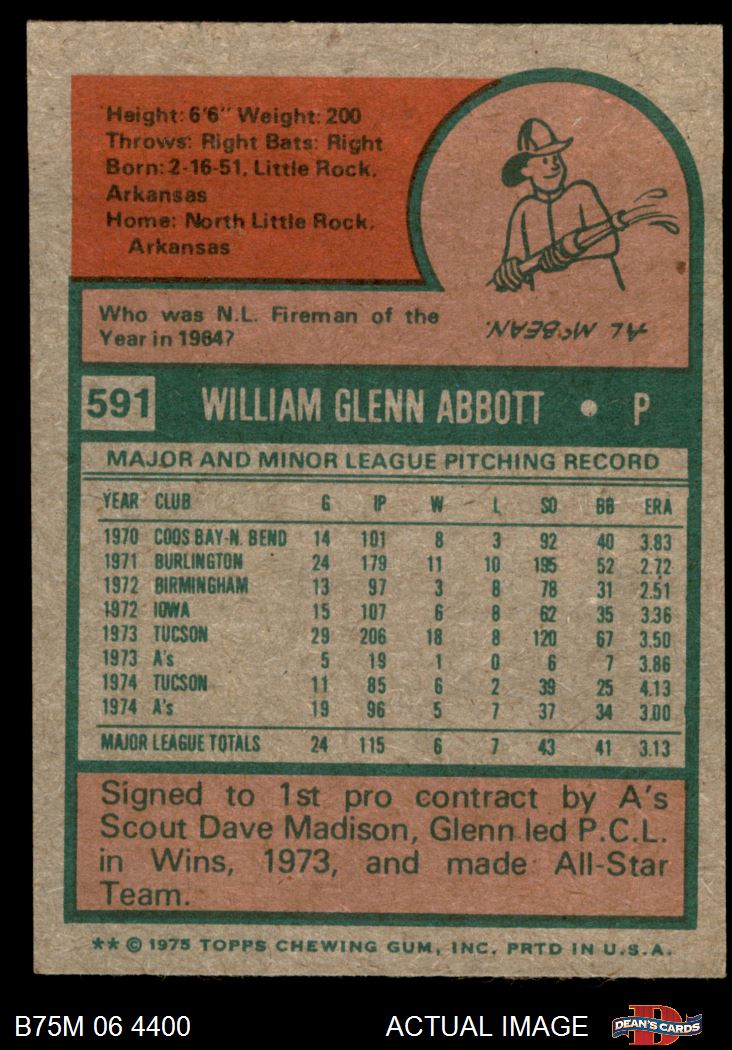 Height: 6'6" Weight: 200
Throws: Right Bats: Right
Born: 2-16-51, Little Rock,
Arkansas
Home: North Little Rock,
Arkansas
Who was N.L. Fireman of the
Year in 1964?
AL McBEAN.
591 WILLIAM GLENN ABBOTT • P
MAJOR AND MINOR LEAGUE PITCHING RECORD
YEAR CLUB G IP W L SO BB ERA
1970 COOS BAY-N. BEND 14 101 8 3 92 40 3.83
1971 BURLINGTON 24 179 11 10 195 52 2.72
1972 BIRMINGHAM 13 97 3 8 78 31 2.51
1972 IOWA 15 107 6 8 62 35 3.36
1973 TUCSON 29 206 18 8 120 67 3.50
1973 A's 5 19 1 0 6 7 3.86
1974 TUCSON 11 85 6 2 39 25 4.13
1974 A's 19 96 5 7 37 34 3.00
MAJOR LEAGUE TOTALS 24 115 6 7 43 41 3.13
Signed to 1st pro contract by A's
Scout Dave Madison, Glenn led P.C.L.
in Wins, 1973, and made All-Star
Team.
** © 1975 TOPPS CHEWING GUM, INC. PRTD IN U.S.A.
B75M 06 4400 ACTUAL IMAGE D DEAN'S CARDS